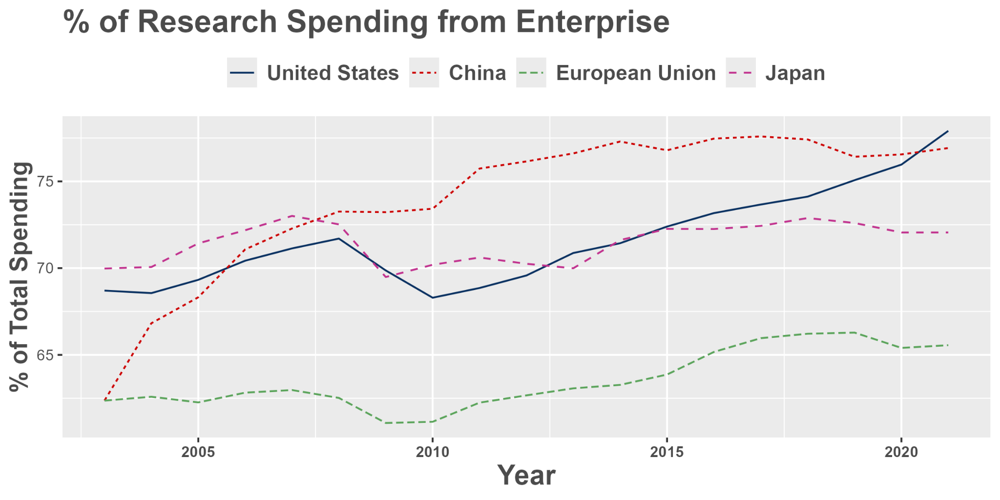 % of Research Spending from Enterprise
United States China European Union Japan
% of Total Spending
75
70
65
2005 2010 2015 2020
Year